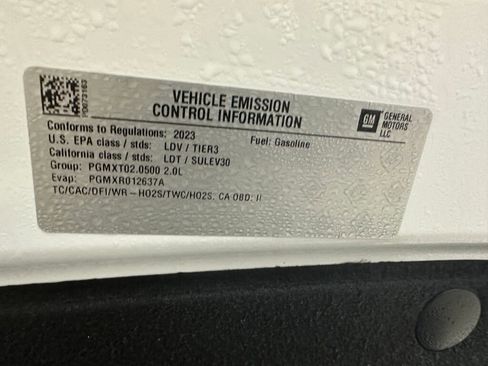 VEHICLE EMISSION
CONTROL INFORMATION
GM GENERAL
MOTORS
LLC
Conforms to Regulations: 2023
Fuel: Gasoline
U.S. EPA class / stds: LDV / TIER3
California class / stds: LDT / SULEV30
Group: PGMXT02.0500 2.0L
Evap: PGMXR012637A
TC/CAC/DFI/WR-HO2S/TWC/HO2S, CA OBD: II